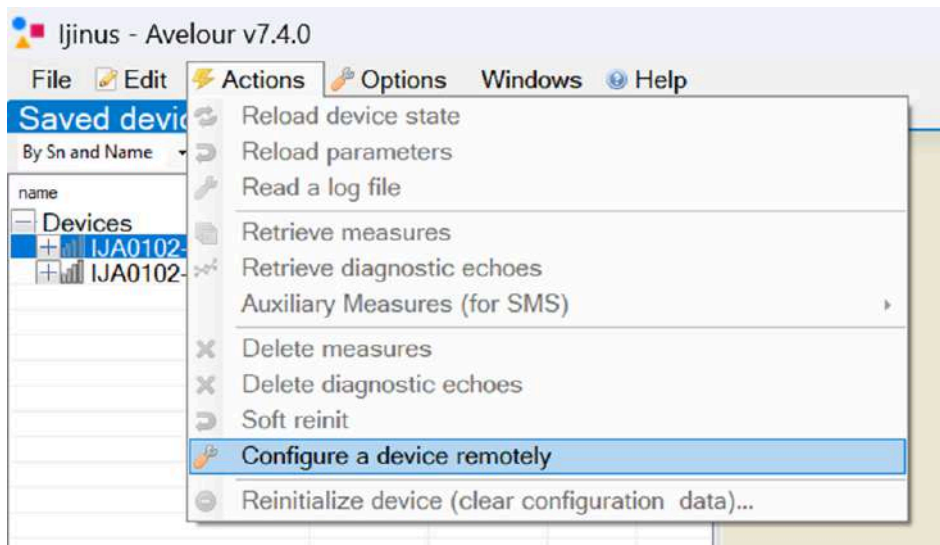 Ijinus - Avelour v7.4.0
File Edit Actions Options Windows Help
Saved devic
By Sn and Name
name
Devices
IJA0102-
IJA0102-
Reload device state
Reload parameters
Read a log file
Retrieve measures
Retrieve diagnostic echoes
Auxiliary Measures (for SMS)
Delete measures
Delete diagnostic echoes
Soft reinit
Configure a device remotely
Reinitialize device (clear configuration data)...